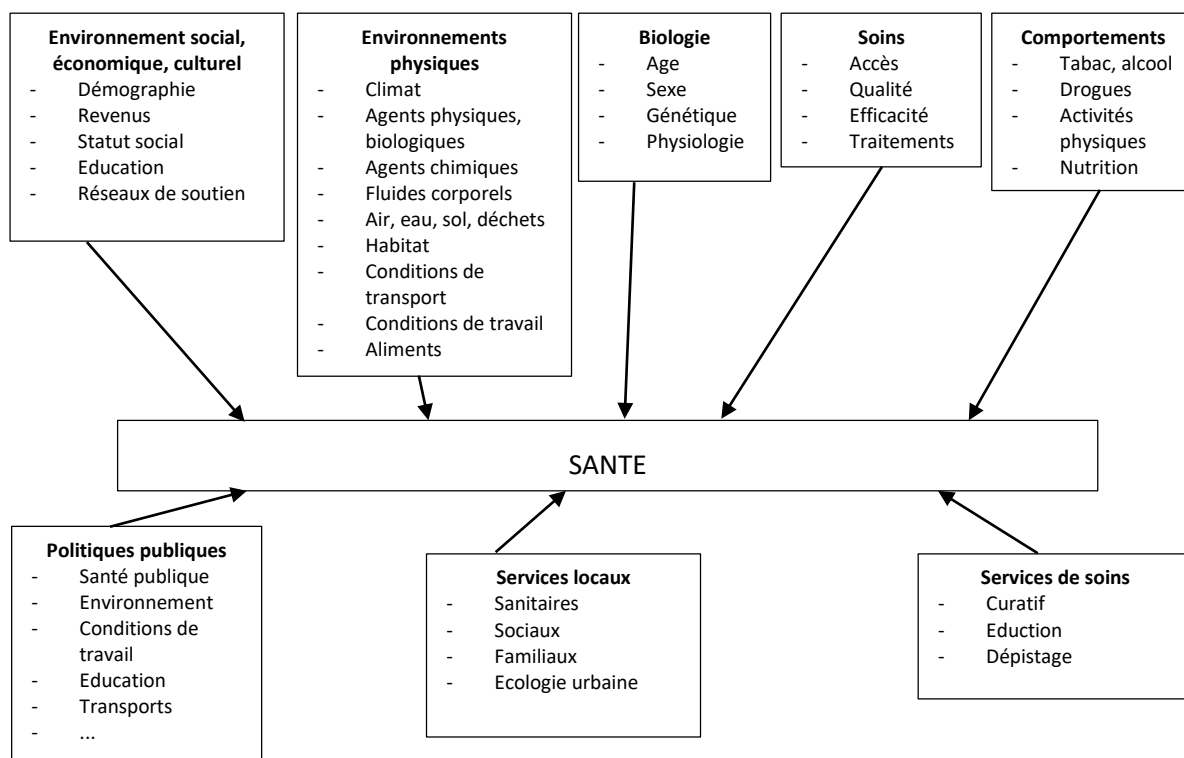 Environnement social,
économique, culturel
- Démographie
- Revenus
- Statut social
- Education
- Réseaux de soutien
Environnements
physiques
- Climat
- Agents physiques,
biologiques
- Agents chimiques
- Fluides corporels
- Air, eau, sol, déchets
- Habitat
- Conditions de
transport
- Conditions de travail
- Aliments
Biologie
- Age
- Sexe
- Génétique
- Physiologie
Soins
- Accès
- Qualité
- Efficacité
- Traitements
Comportements
- Tabac, alcool
- Drogues
- Activités
physiques
- Nutrition
SANTE
Politiques publiques
- Santé publique
- Environnement
- Conditions de
travail
- Education
- Transports
- ...
Services locaux
- Sanitaires
- Sociaux
- Familiaux
- Ecologie urbaine
Services de soins
- Curatif
- Eduction
- Dépistage